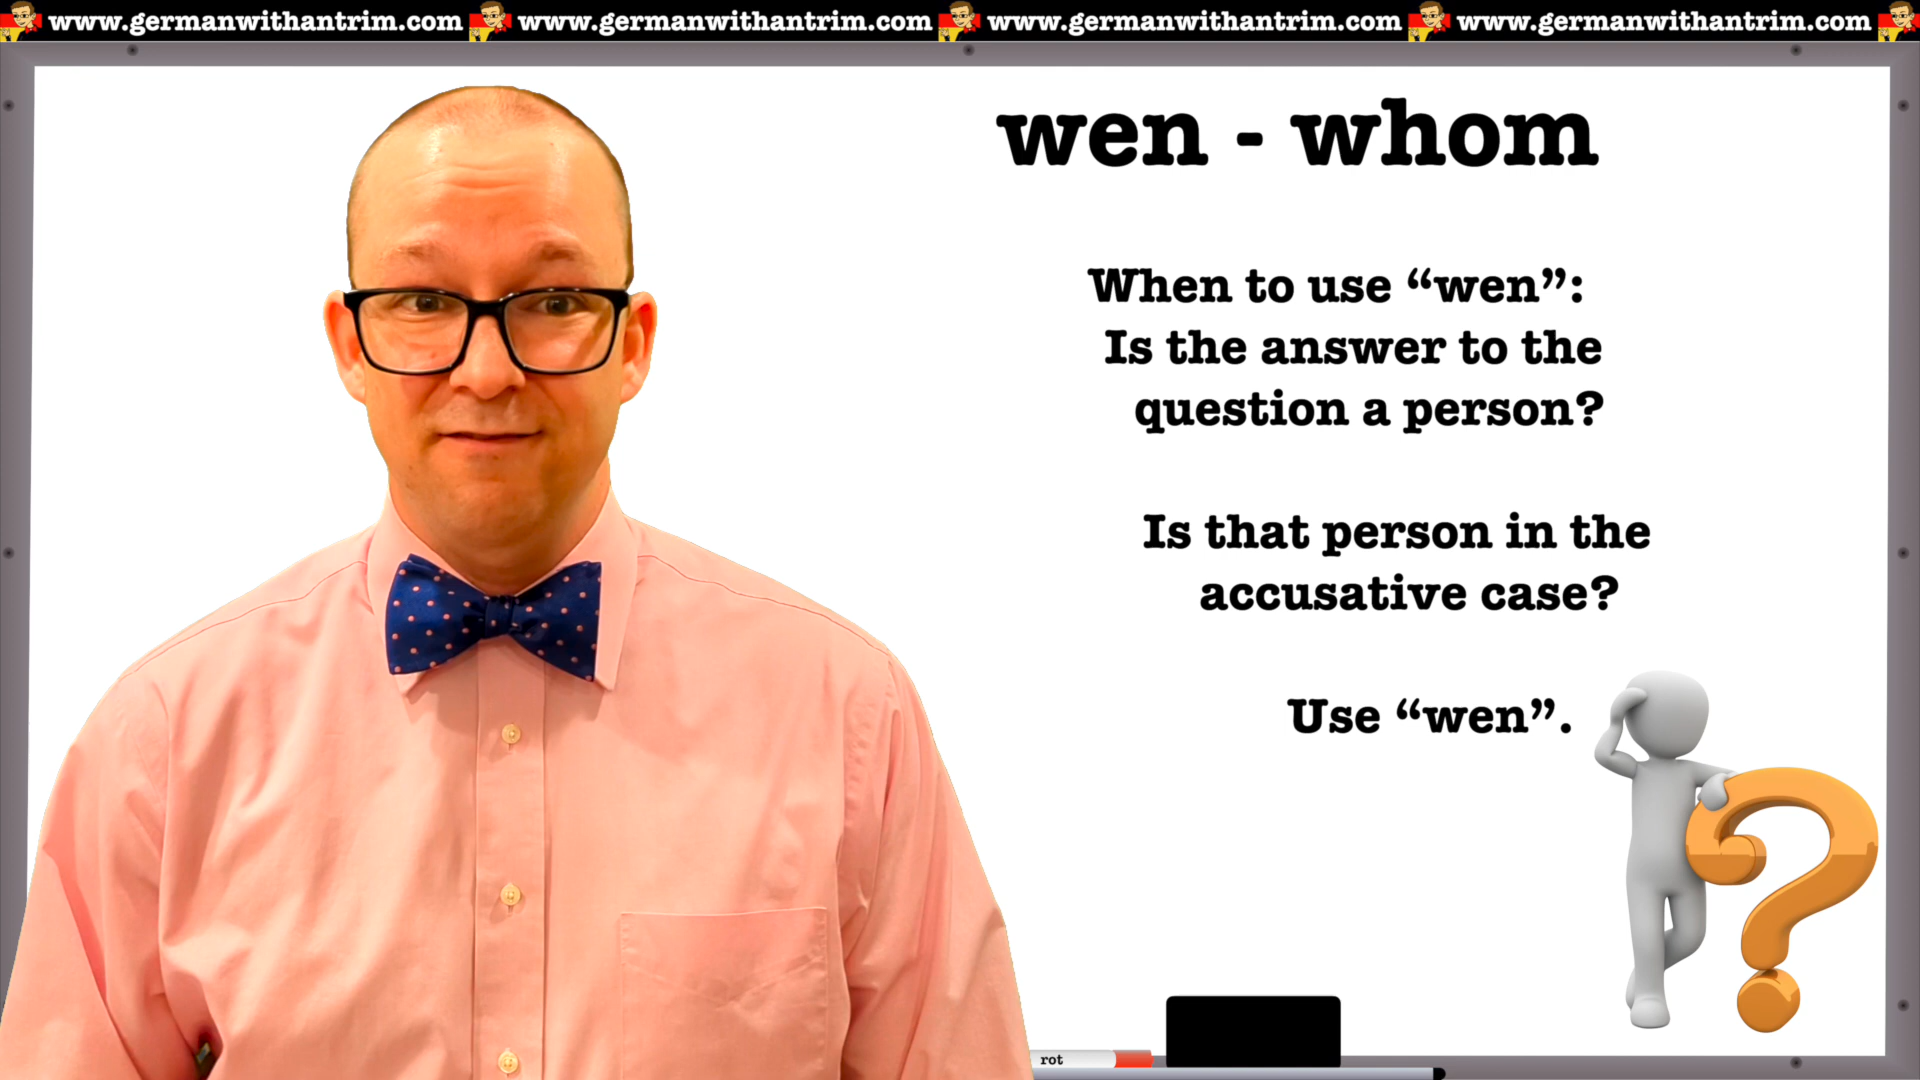 www.germanwithantrim.com www.germanwithantrim.com www.germanwithantrim.com www.germanwithantrim.com
wen - whom
When to use “wen”:
Is the answer to the
question a person?
Is that person in the
accusative case?
Use “wen”.
rot